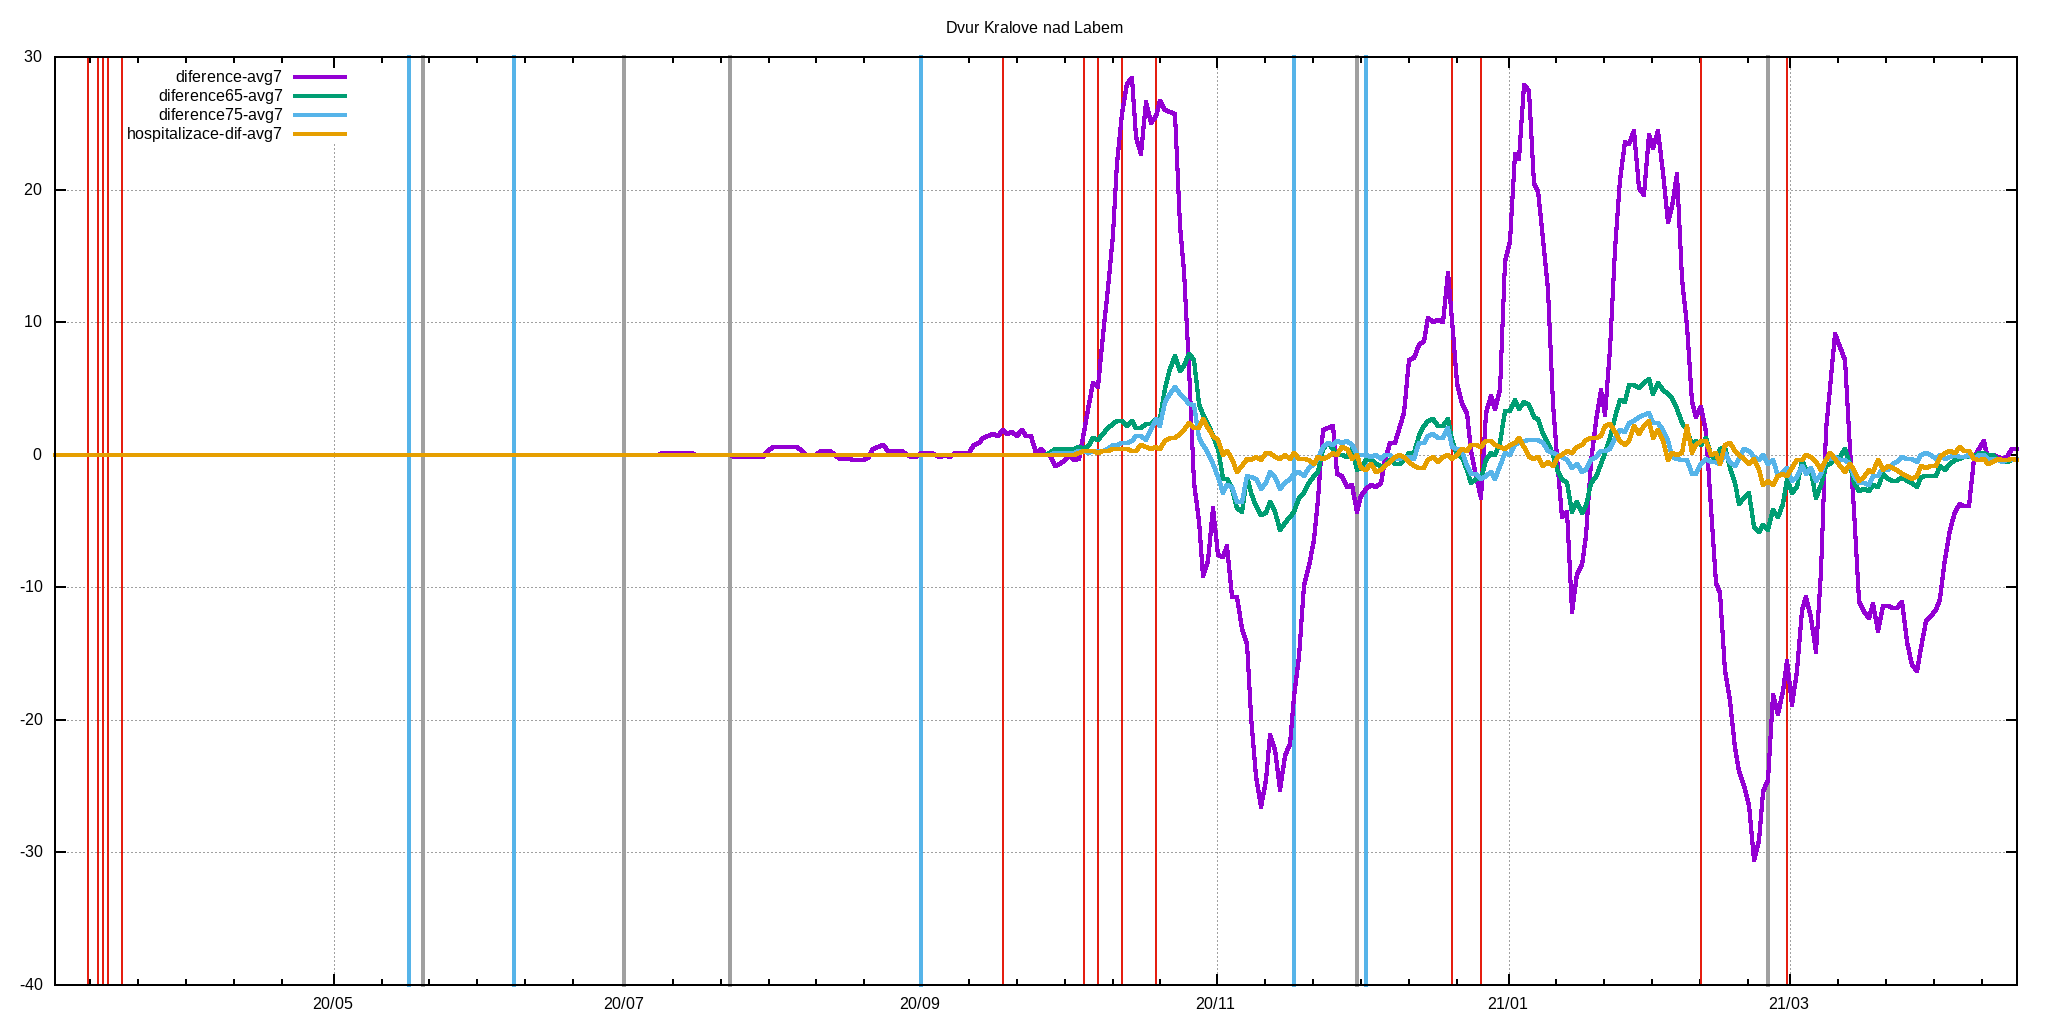 Dvur Kralove nad Labem
30
20
10
0
-10
-20
-30
-40
diference-avg7
diference65-avg7
diference75-avg7
hospitalizace-dif-avg7
20/05
20/07
20/09
20/11
21/01
21/03